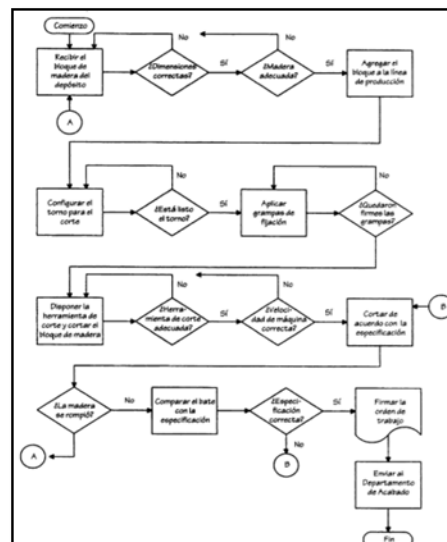 Comienzo
No
No
Recibir el
bloque de
madera del
depósito
¿Dimensiones
correctas?
Sí
¿Madera
adecuada?
Sí
Agregar el
bloque a la línea
de producción
A
No
No
Configurar el
torno para el
corte
¿Está listo
el torno?
Sí
Aplicar
grampas de
fijación
¿Quedaron
firmes las
grampas?
Sí
No
No
Disponer la
herramienta de
corte y cortar el
bloque de madera
¿Herra-
mienta de corte
adecuada?
Sí
¿Veloci-
dad de máquina
correcta?
Sí
Cortar de
acuerdo con la
especificación
B
¿La madera
se rompió?
No
Comparar el bate
con la
especificación
¿Especi-
ficación
correcta?
Sí
Firmar la
orden de
trabajo
A
No
B
Enviar al
Departamento
de Acabado
Fin